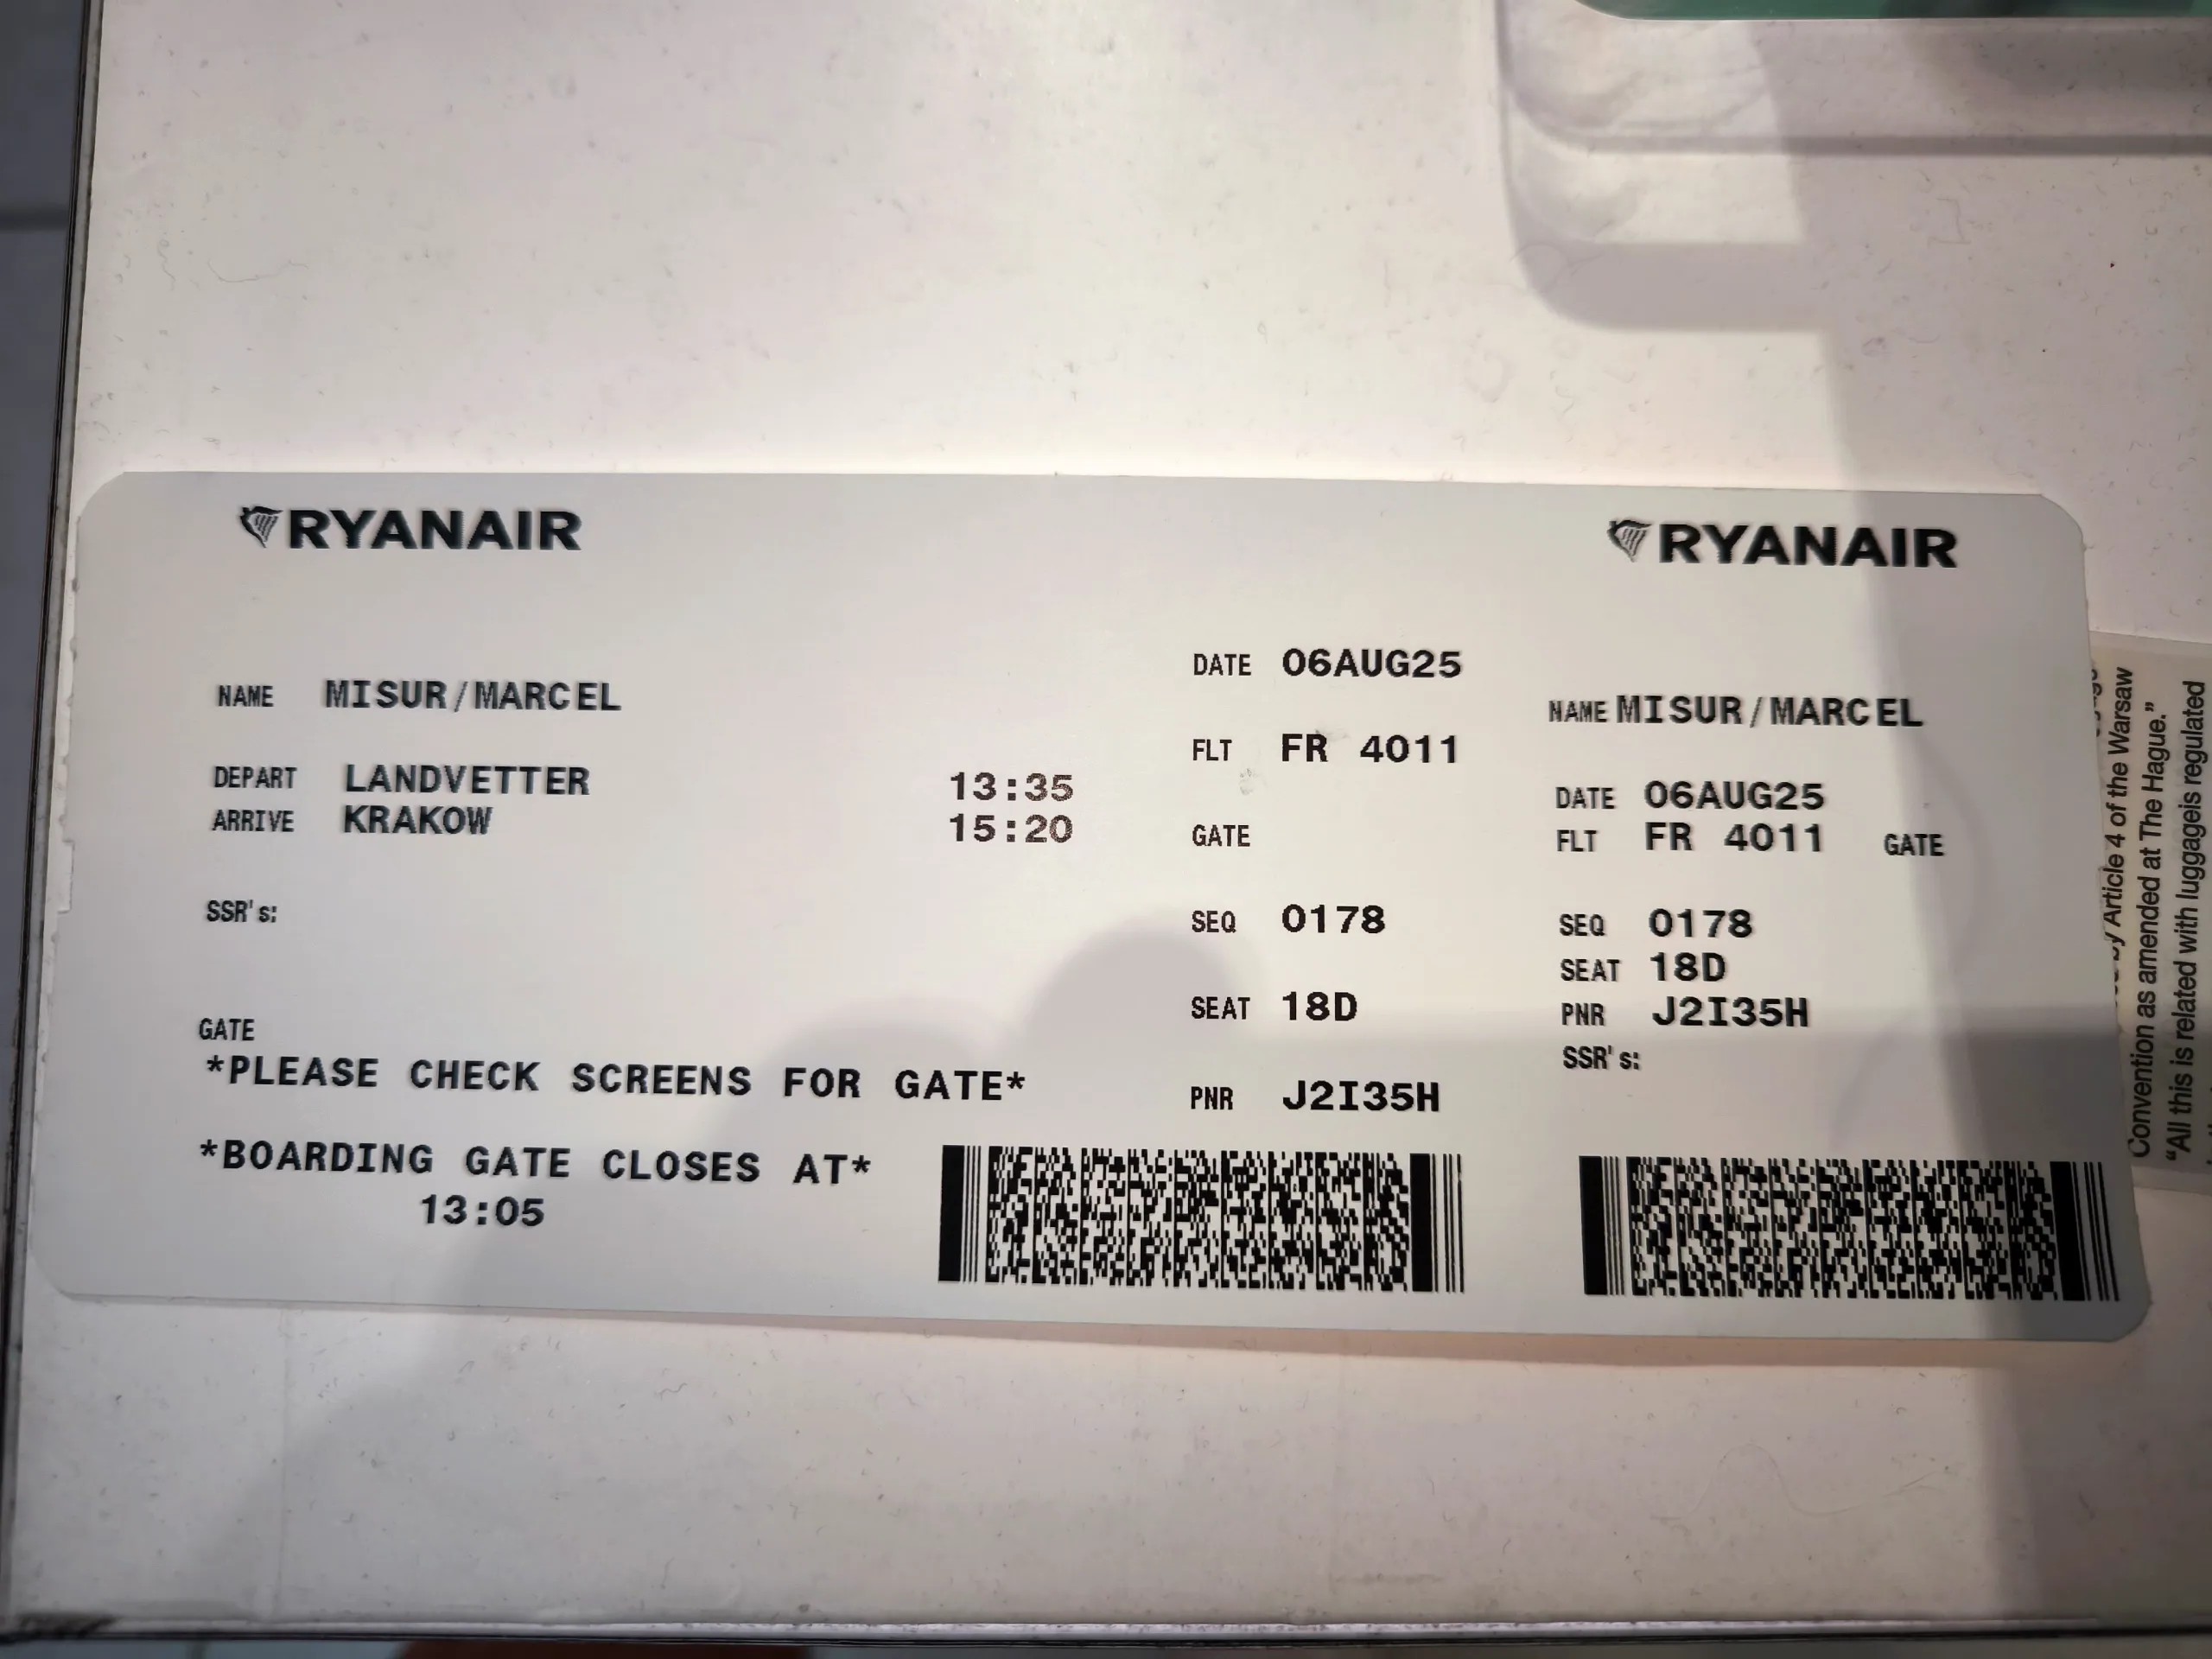 RYANAIR
NAME MISUR/MARCEL
DEPART LANDVETTER 13:35
ARRIVE KRAKOW 15:20
SSR's:
GATE
*PLEASE CHECK SCREENS FOR GATE*
*BOARDING GATE CLOSES AT*
13:05
DATE 06AUG25
FLT FR 4011
GATE
SEQ 0178
SEAT 18D
PNR J2I35H
RYANAIR
NAME MISUR/MARCEL
DATE 06AUG25
FLT FR 4011 GATE
SEQ 0178
SEAT 18D
PNR J2I35H
SSR's:
by Article 4 of the Warsaw
Convention as amended at The Hague.”
“All this is related with luggageis regulated